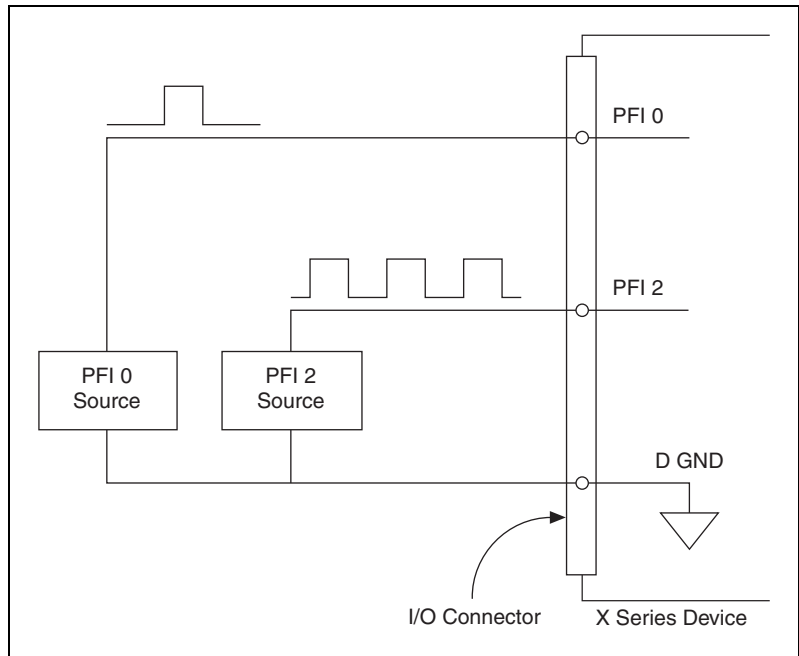 PFI 0
PFI 2
PFI 0
Source
PFI 2
Source
D GND
I/O Connector
X Series Device